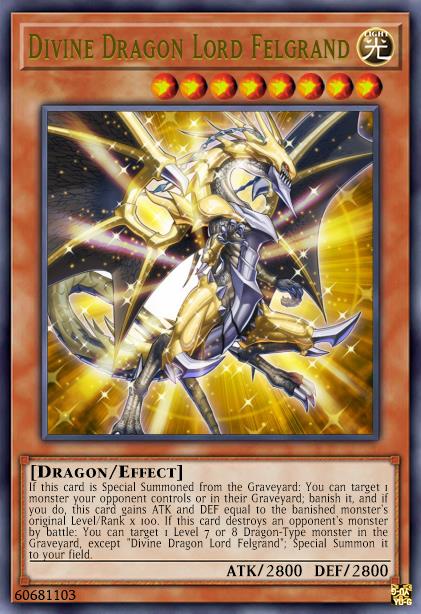 Divine Dragon Lord Felgrand
LIGHT
光
[Dragon/Effect]
If this card is Special Summoned from the Graveyard: You can target 1
monster your opponent controls or in their Graveyard; banish it, and if
you do, this card gains ATK and DEF equal to the banished monster's
original Level/Rank x 100. If this card destroys an opponent's monster
by battle: You can target 1 Level 7 or 8 Dragon-Type monster in the
Graveyard, except "Divine Dragon Lord Felgrand"; Special Summon it
to your field.
ATK/2800 DEF/2800
60681103